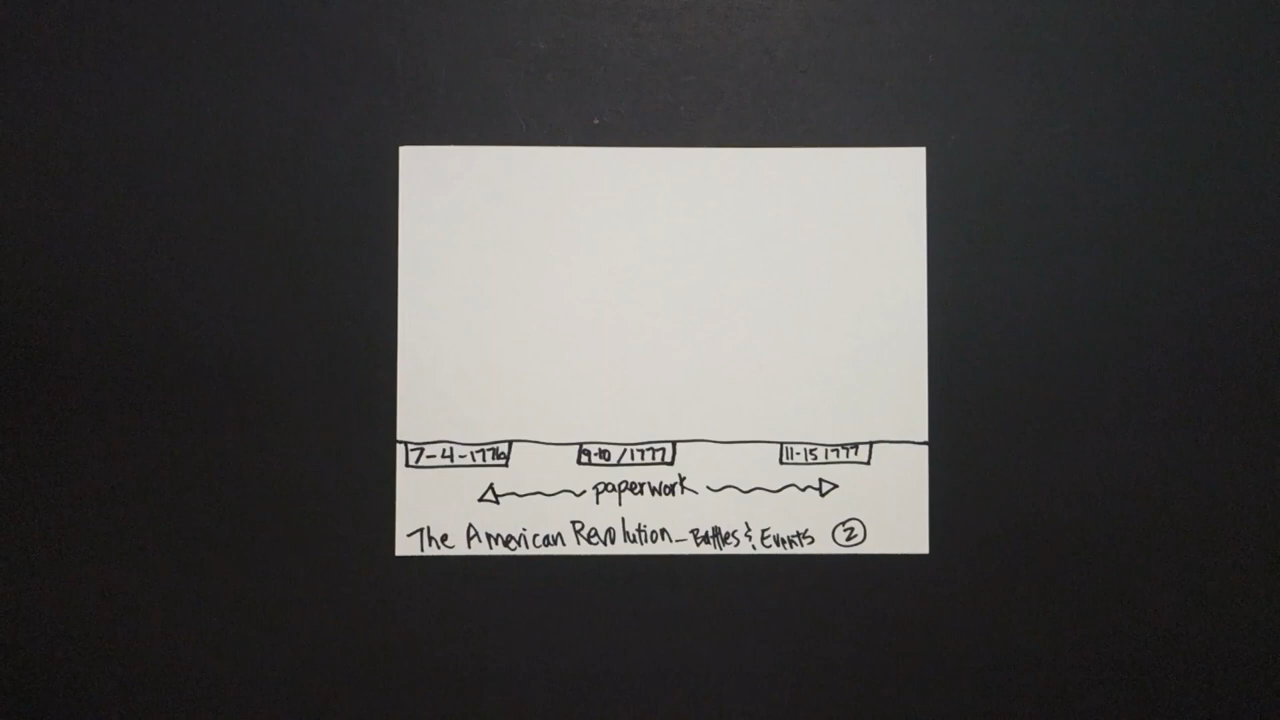 7-4-1776 9-10/1777 11-15 1777
paperwork
The American Revolution - Battles & Events 2